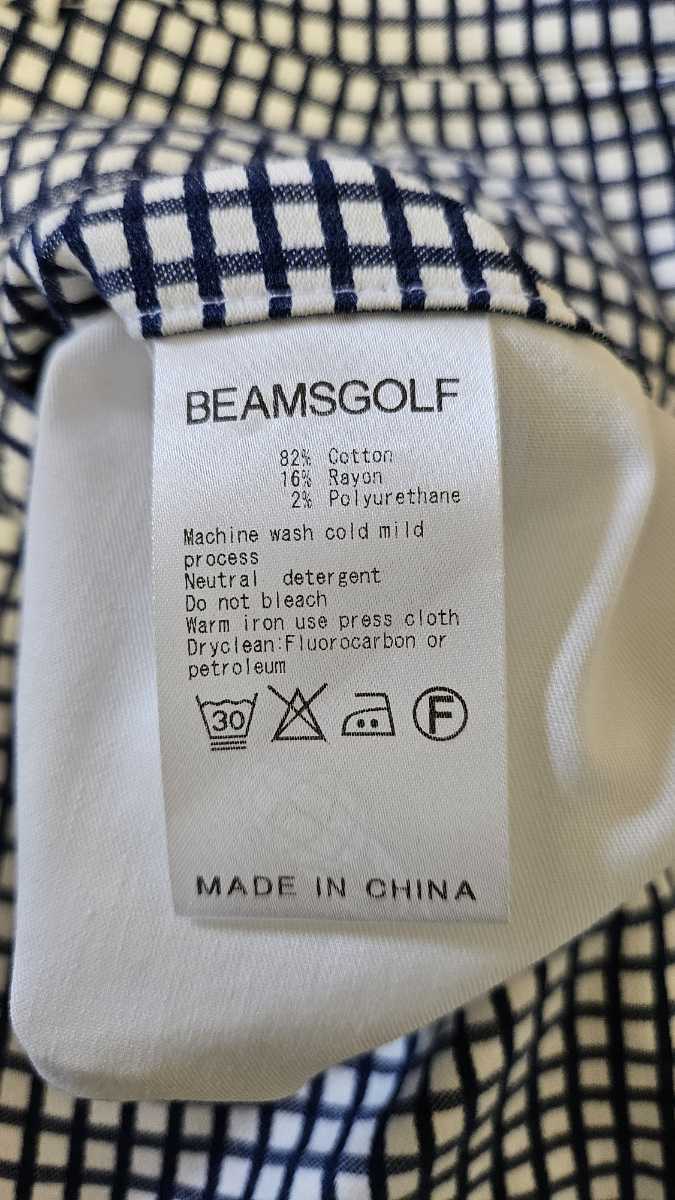 BEAMSGOLF
82% Cotton
16% Rayon
2% Polyurethane
Machine wash cold mild
process
Neutral detergent
Do not bleach
Warm iron use press cloth
Dryclean:Fluorocarbon or
petroleum
30 F
MADE IN CHINA